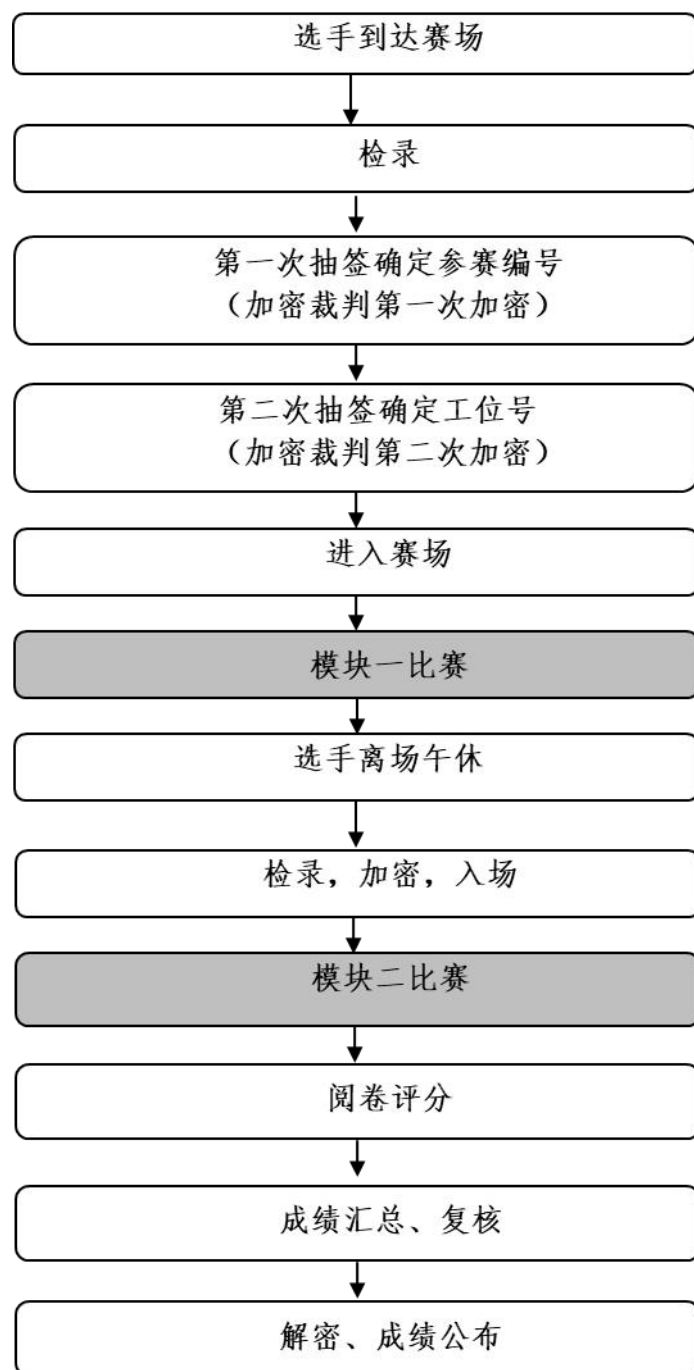 选手到达赛场
检录
第一次抽签确定参赛编号
（加密裁判第一次加密）
第二次抽签确定工位号
（加密裁判第二次加密）
进入赛场
模块一比赛
选手离场午休
检录，加密，入场
模块二比赛
阅卷评分
成绩汇总、复核
解密、成绩公布